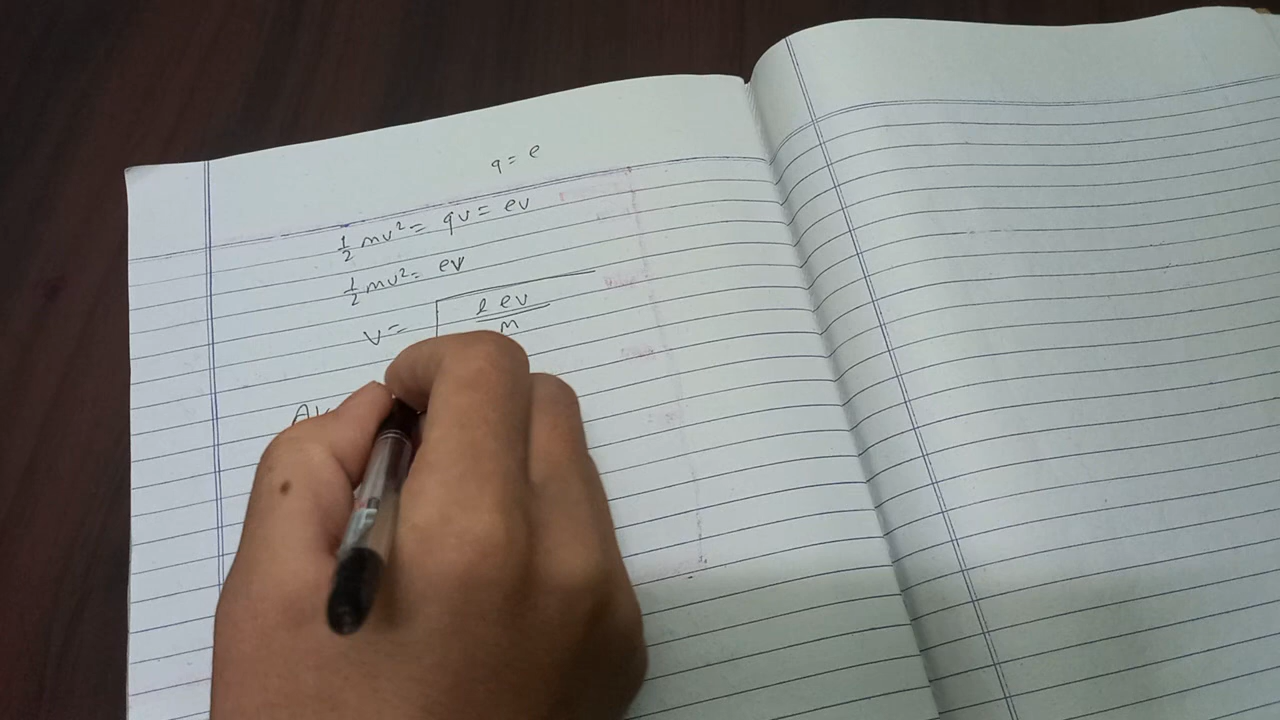 q = e
½ mv² = qv = ev
½ mv² = ev
v = √(2ev/m)